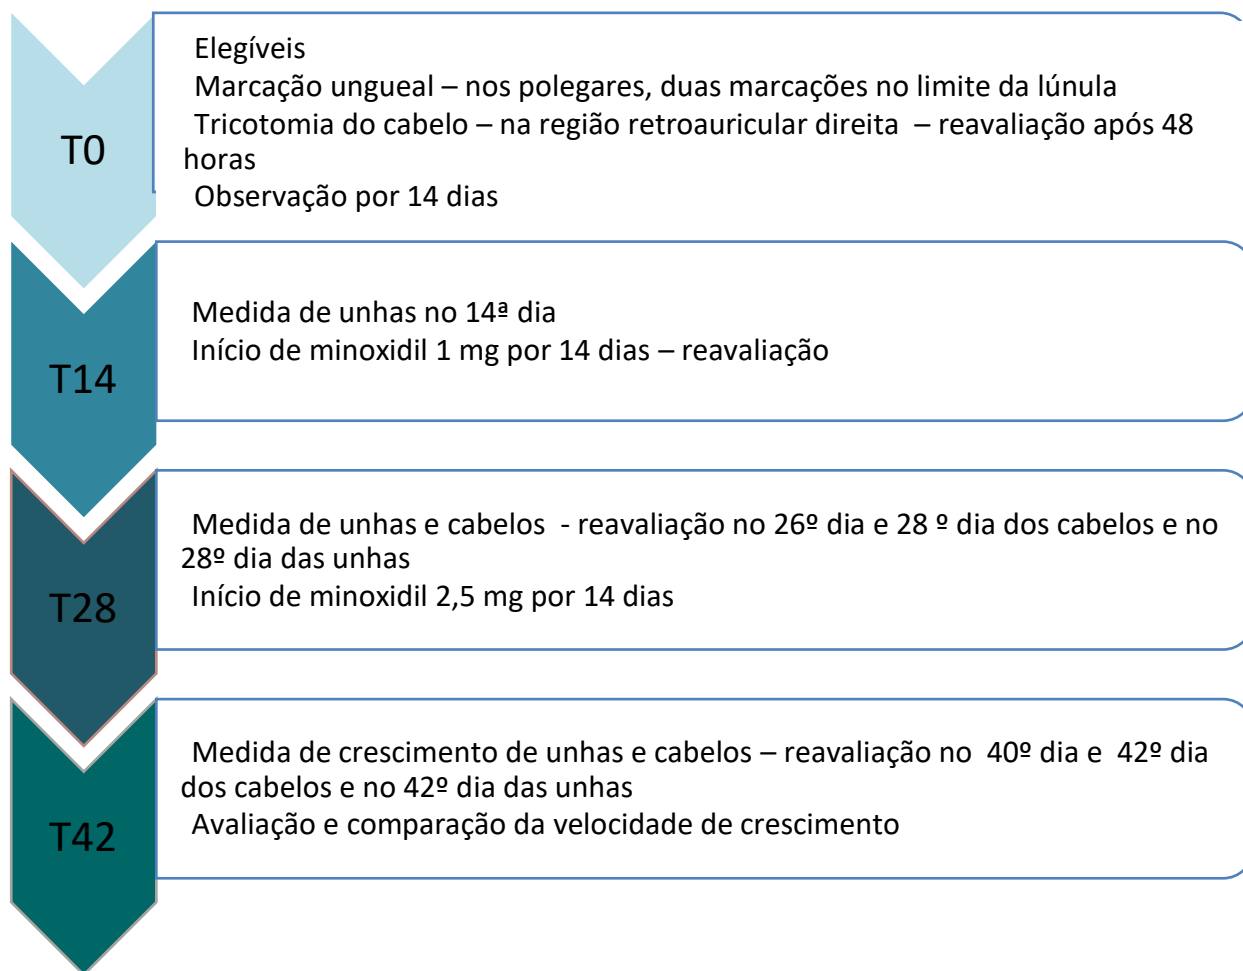 T0
Elegíveis
Marcação ungueal – nos polegares, duas marcações no limite da lúnula
Tricotomia do cabelo – na região retroauricular direita – reavaliação após 48
horas
Observação por 14 dias
T14
Medida de unhas no 14ª dia
Início de minoxidil 1 mg por 14 dias – reavaliação
T28
Medida de unhas e cabelos - reavaliação no 26º dia e 28 º dia dos cabelos e no
28º dia das unhas
Início de minoxidil 2,5 mg por 14 dias
T42
Medida de crescimento de unhas e cabelos – reavaliação no 40º dia e 42º dia
dos cabelos e no 42º dia das unhas
Avaliação e comparação da velocidade de crescimento